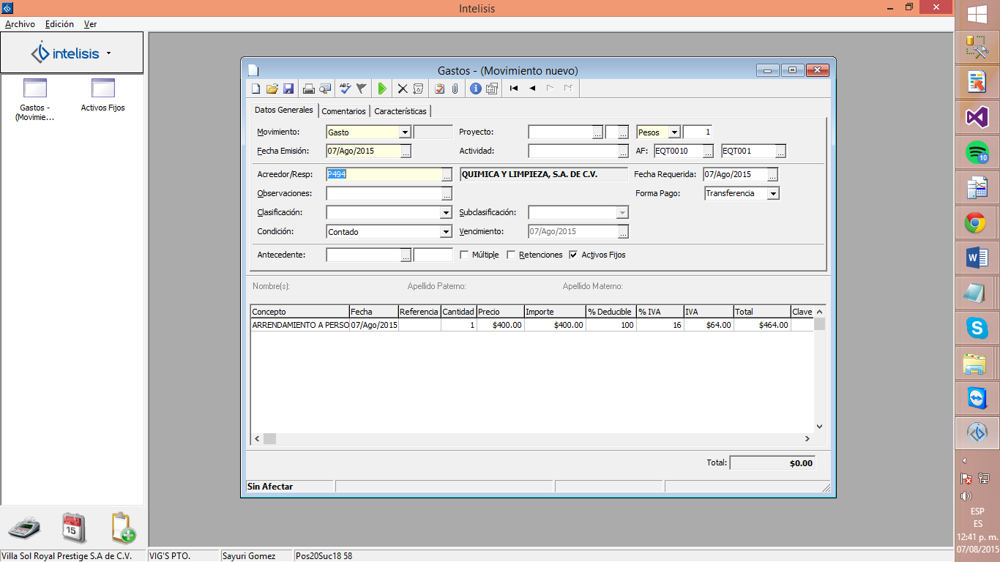 Intelisis
Archivo Edición Ver
intelisis
Gastos - (Movimie...
Activos Fijos
Gastos - (Movimiento nuevo)
Datos Generales Comentarios Características
Movimiento: Gasto Proyecto: Pesos 1
Fecha Emisión: 07/Ago/2015 Actividad: AF: EQT0010 EQT001
Acreedor/Resp: P494 QUIMICA Y LIMPIEZA, S.A. DE C.V. Fecha Requerida: 07/Ago/2015
Observaciones: Forma Pago: Transferencia
Clasificación: Subclasificación:
Condición: Contado Vencimiento: 07/Ago/2015
Antecedente: Múltiple Retenciones Activos Fijos
Nombre(s): Apellido Paterno: Apellido Materno:
Concepto Fecha Referencia Cantidad Precio Importe % Deducible % IVA IVA Total Clave
ARRENDAMIENTO A PERSO 07/Ago/2015 1 $400.00 $400.00 100 16 $64.00 $464.00
Total: $0.00
Sin Afectar
15
Villa Sol Royal Prestige S.A de C.V. VIG'S PTO. Sayuri Gomez Pos20Suc18 58
10
ESP
ES
12:41 p. m.
07/08/2015